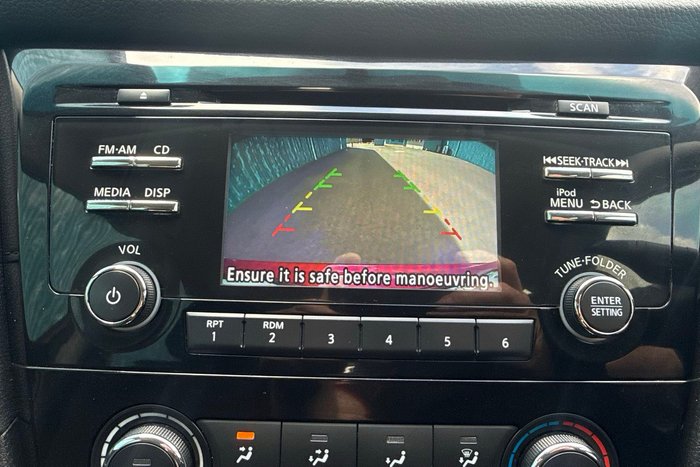 SCAN
FM·AM CD
SEEK·TRACK
MEDIA DISP
iPod
MENU BACK
VOL
TUNE·FOLDER
ENTER
SETTING
Ensure it is safe before manoeuvring.
RPT
1
RDM
2
3
4
5
6